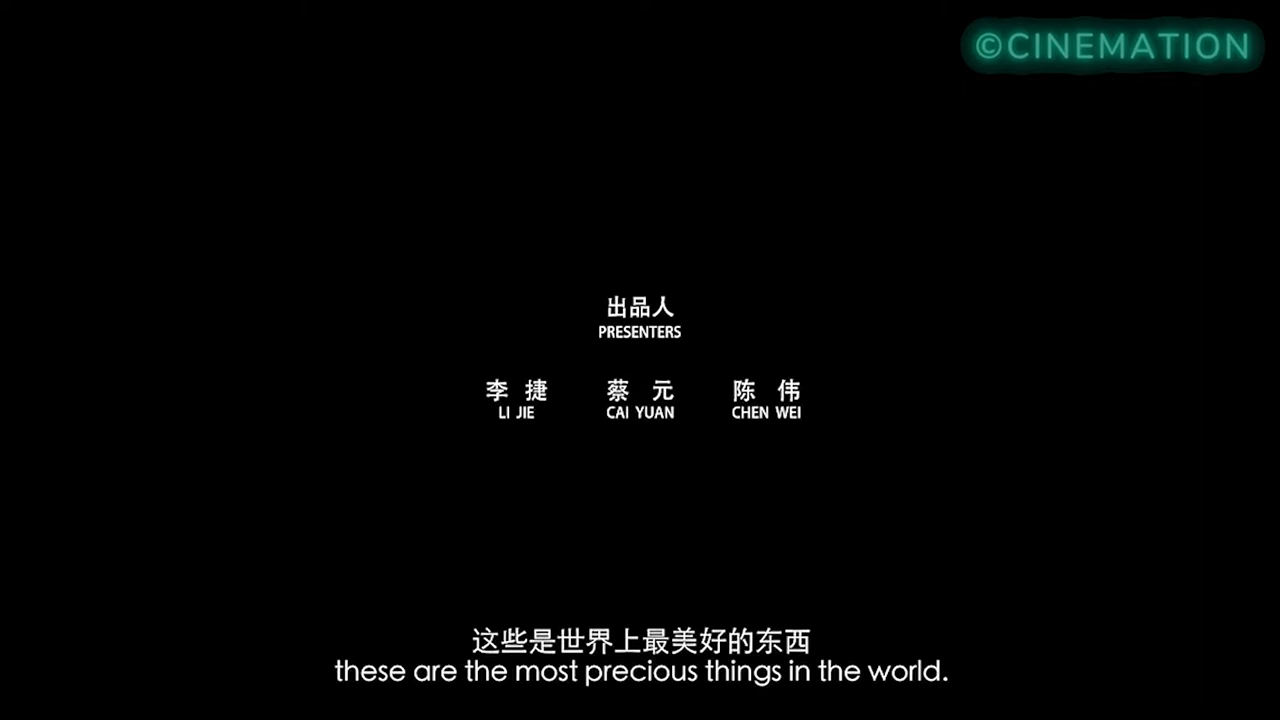 ©CINEMATION
出品人
PRESENTERS
李 捷 蔡 元 陈 伟
LI JIE CAI YUAN CHEN WEI
这些是世界上最美好的东西
these are the most precious things in the world.